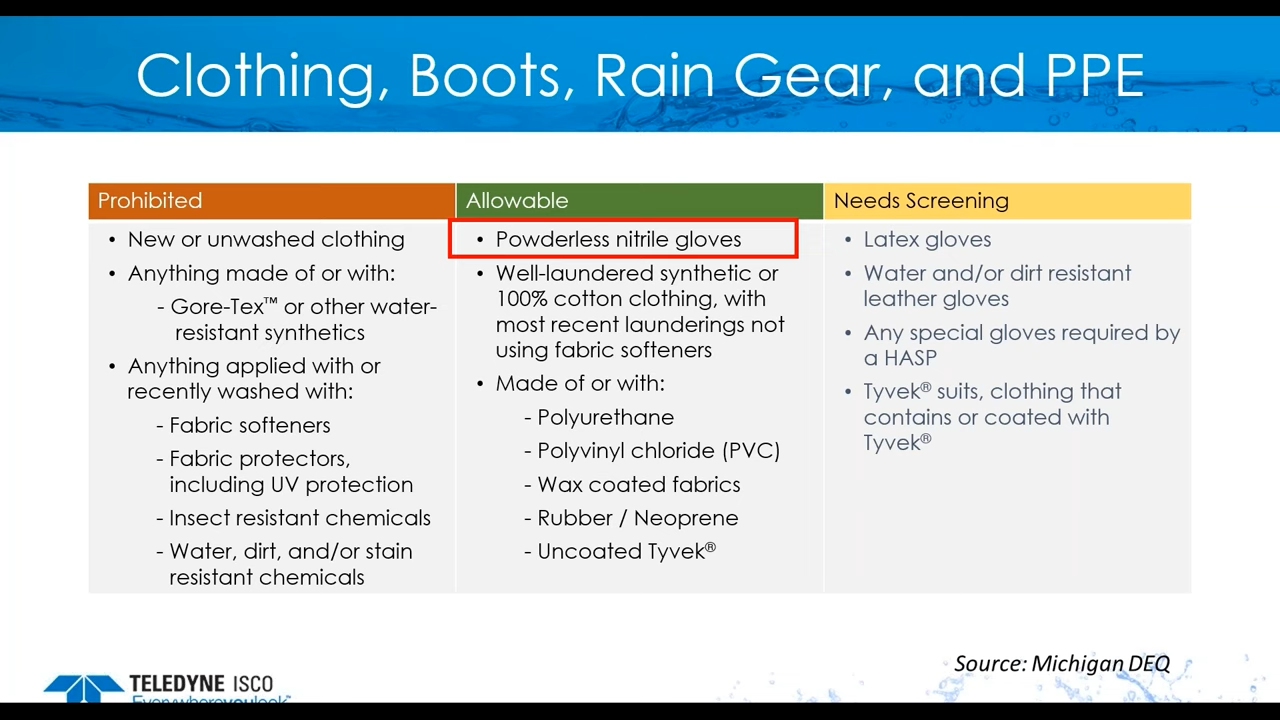 Clothing, Boots, Rain Gear, and PPE
Prohibited
• New or unwashed clothing
• Anything made of or with:
- Gore-Tex™ or other water-
resistant synthetics
• Anything applied with or
recently washed with:
- Fabric softeners
- Fabric protectors,
including UV protection
- Insect resistant chemicals
- Water, dirt, and/or stain
resistant chemicals
Allowable
• Powderless nitrile gloves
• Well-laundered synthetic or
100% cotton clothing, with
most recent launderings not
using fabric softeners
• Made of or with:
- Polyurethane
- Polyvinyl chloride (PVC)
- Wax coated fabrics
- Rubber / Neoprene
- Uncoated Tyvek®
Needs Screening
• Latex gloves
• Water and/or dirt resistant
leather gloves
• Any special gloves required by
a HASP
• Tyvek® suits, clothing that
contains or coated with
Tyvek®
Source: Michigan DEQ
TELEDYNE ISCO
Everywhereyoulook™